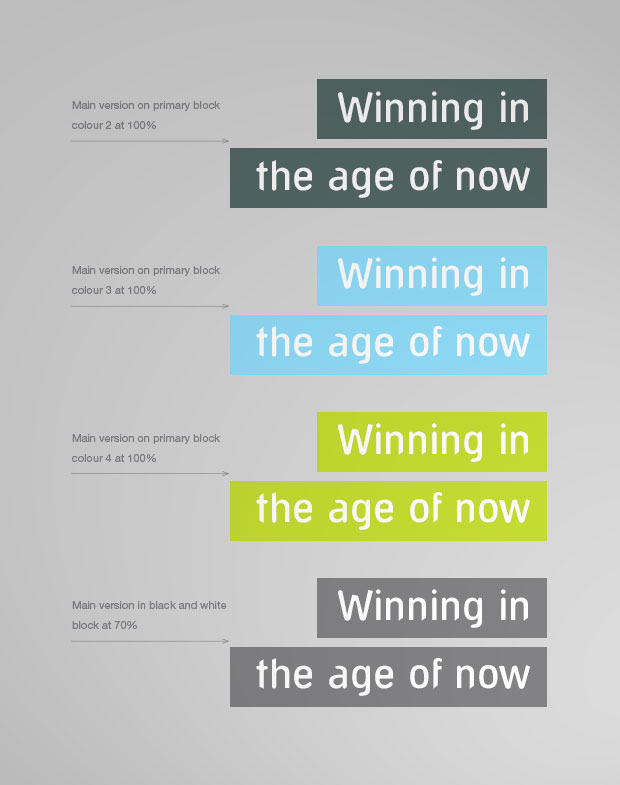 Main version on primary block
colour 2 at 100%
Winning in
the age of now
Main version on primary block
colour 3 at 100%
Winning in
the age of now
Main version on primary block
colour 4 at 100%
Winning in
the age of now
Main version in black and white
block at 70%
Winning in
the age of now